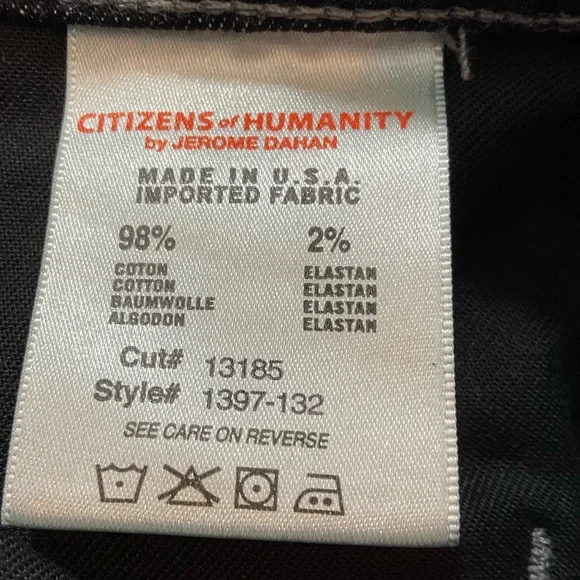 CITIZENS of HUMANITY
by JEROME DAHAN
MADE IN U.S.A.
IMPORTED FABRIC
98% 2%
COTON ELASTAN
COTTON ELASTAN
BAUMWOLLE ELASTAN
ALGODON ELASTAN
Cut# 13185
Style# 1397-132
SEE CARE ON REVERSE